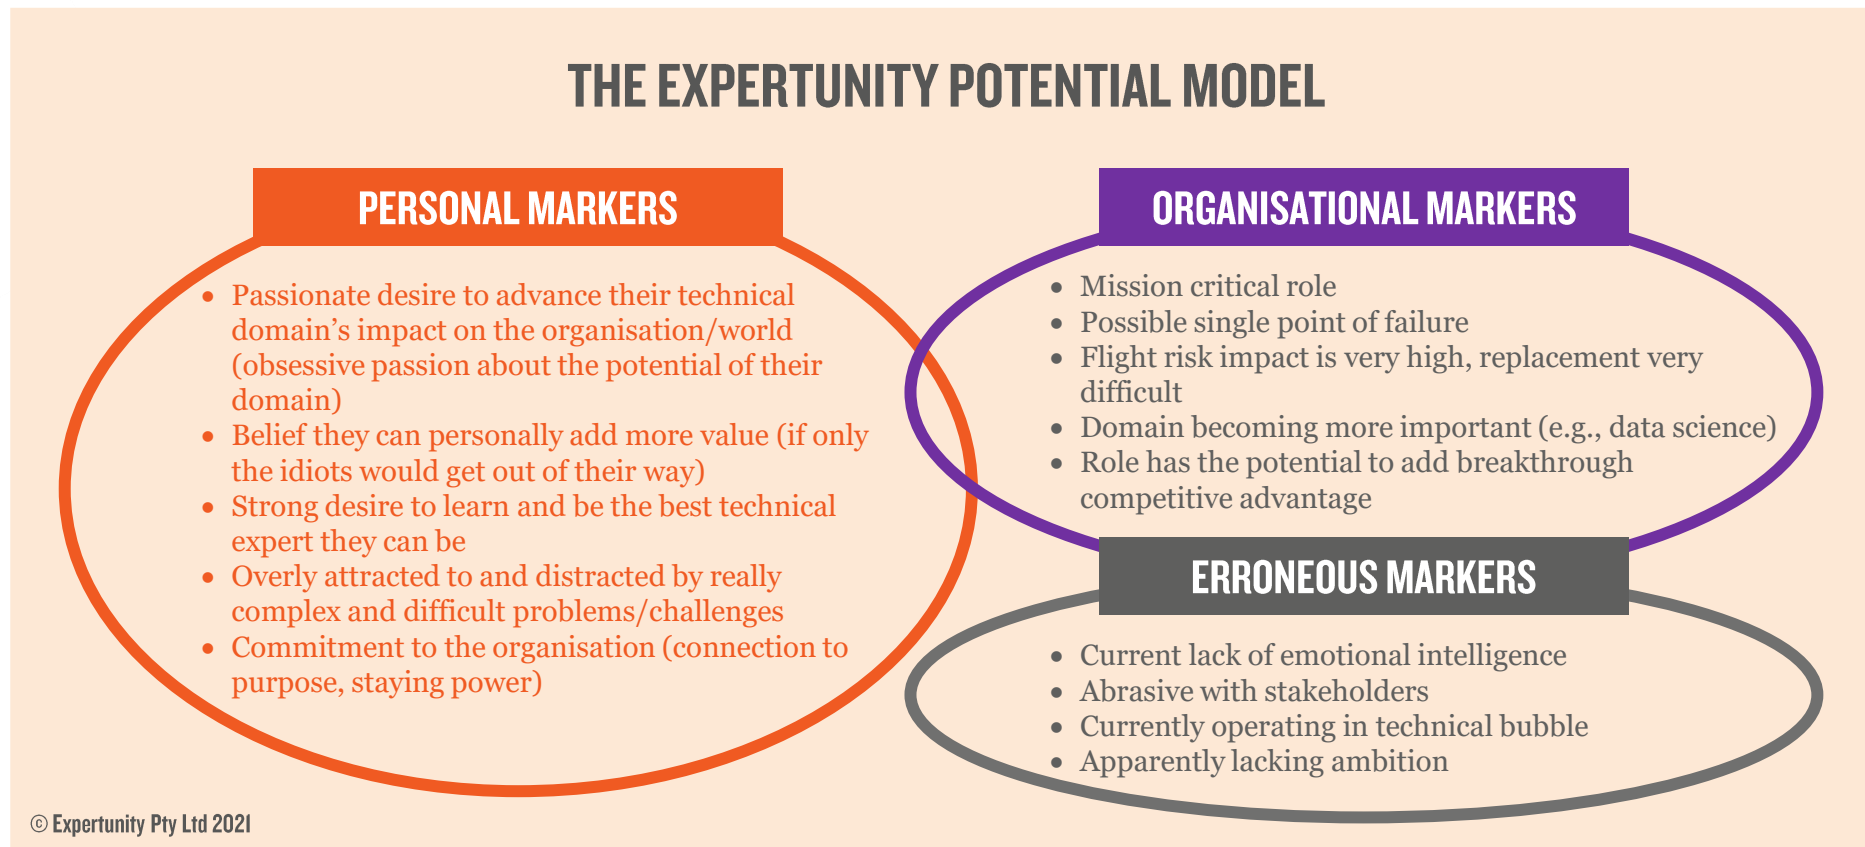 THE EXPERTUNITY POTENTIAL MODEL
PERSONAL MARKERS
• Passionate desire to advance their technical
domain’s impact on the organisation/world
(obsessive passion about the potential of their
domain)
• Belief they can personally add more value (if only
the idiots would get out of their way)
• Strong desire to learn and be the best technical
expert they can be
• Overly attracted to and distracted by really
complex and difficult problems/challenges
• Commitment to the organisation (connection to
purpose, staying power)
ORGANISATIONAL MARKERS
• Mission critical role
• Possible single point of failure
• Flight risk impact is very high, replacement very
difficult
• Domain becoming more important (e.g., data science)
• Role has the potential to add breakthrough
competitive advantage
ERRONEOUS MARKERS
• Current lack of emotional intelligence
• Abrasive with stakeholders
• Currently operating in technical bubble
• Apparently lacking ambition
© Expertunity Pty Ltd 2021